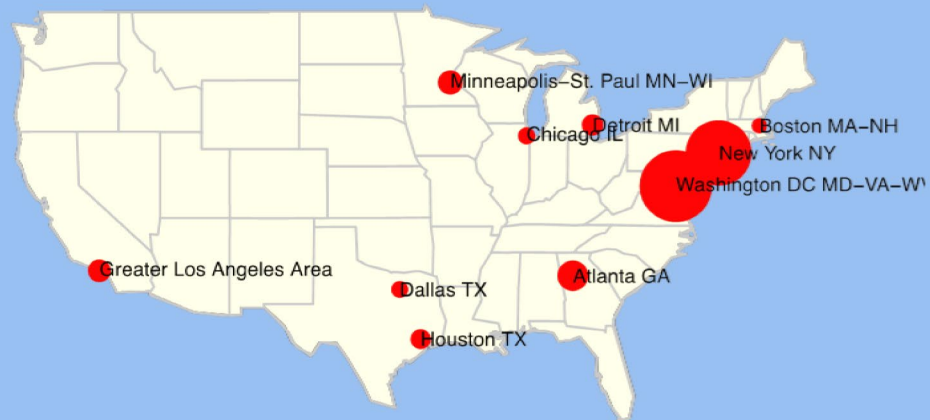 Minneapolis–St. Paul MN–WI
Detroit MI
Boston MA–NH
Chicago IL
New York NY
Washington DC MD–VA–WV
Greater Los Angeles Area
Atlanta GA
Dallas TX
Houston TX